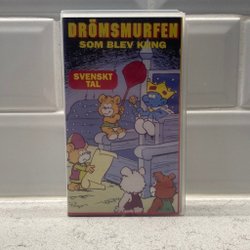 DRÖMSMURFEN
SOM BLEV KUNG
SVENSKT
TAL